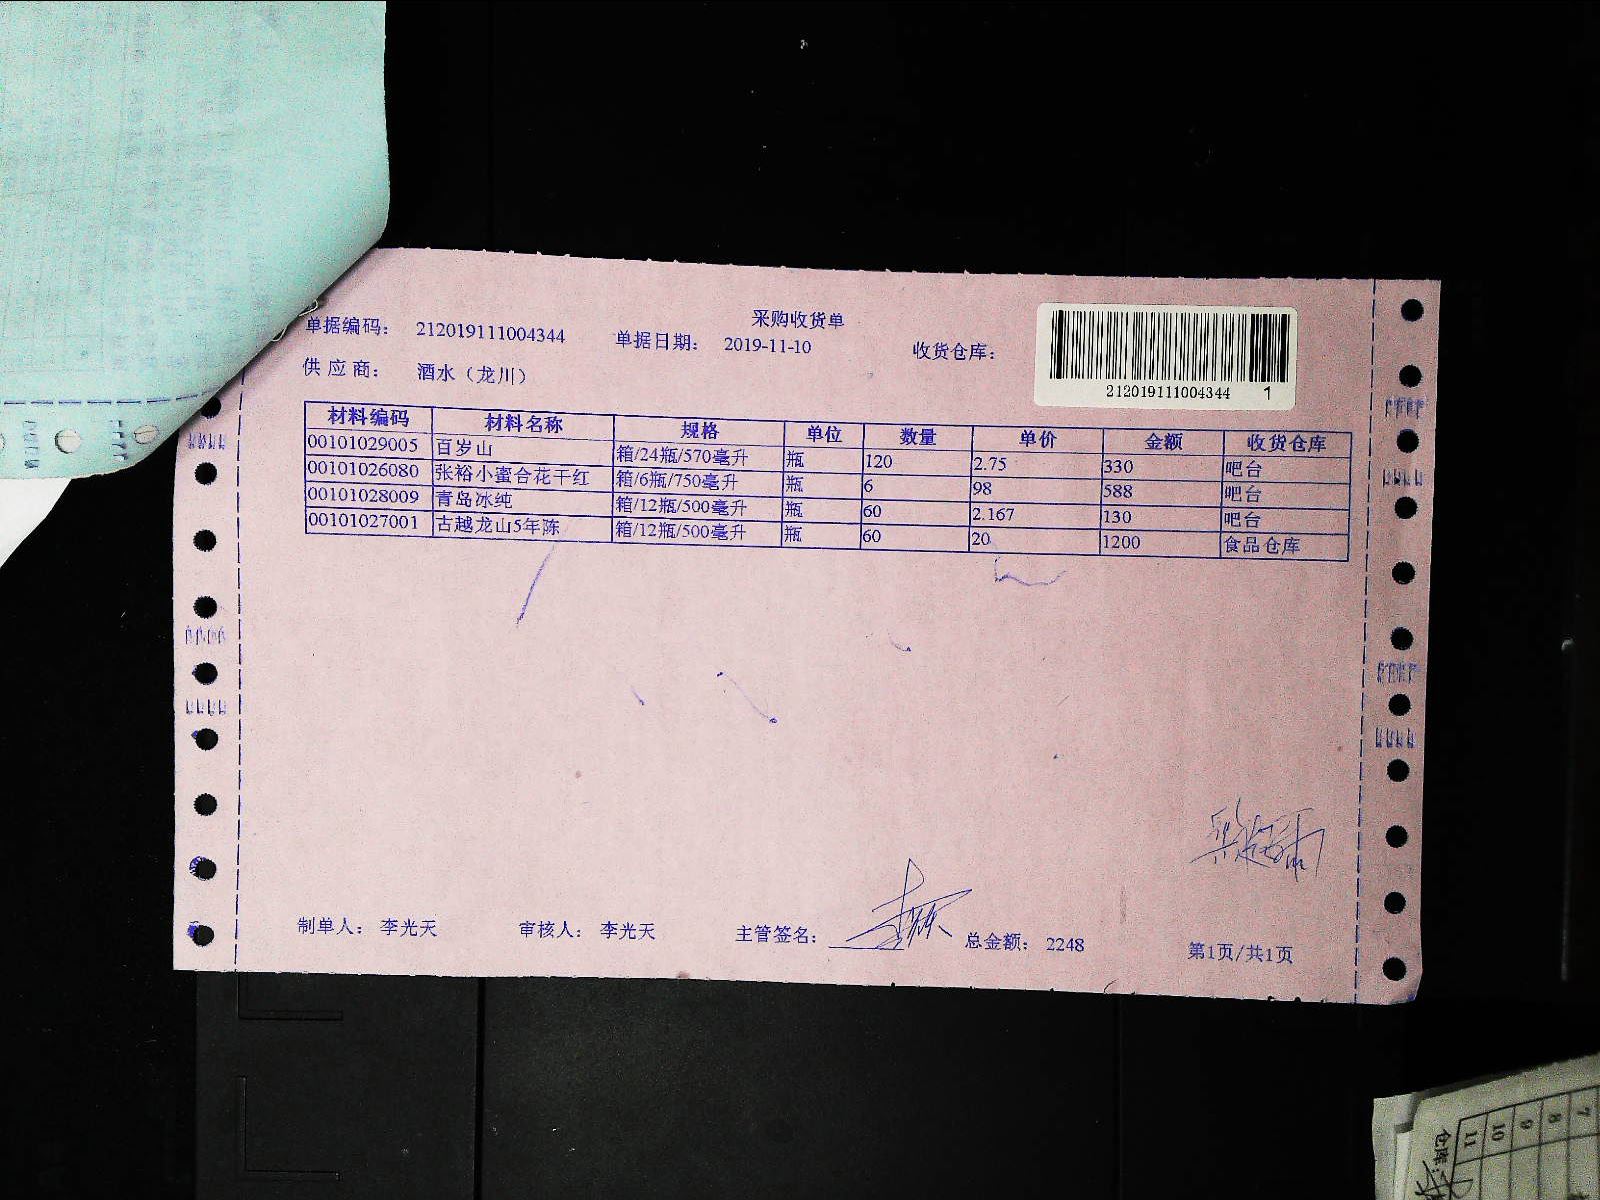 采购收货单
单据编码： 212019111004344 单据日期： 2019-11-10 收货仓库：
212019111004344 1
供应商： 酒水（龙川）
材料编码 材料名称 规格 单位 数量 单价 金额 收货仓库
00101029005 百岁山 箱/24瓶/570毫升 瓶 120 2.75 330 吧台
00101026080 张裕小蜜合花干红 箱/6瓶/750毫升 瓶 6 98 588 吧台
00101028009 青岛冰纯 箱/12瓶/500毫升 瓶 60 2.167 130 吧台
00101027001 古越龙山5年陈 箱/12瓶/500毫升 瓶 60 20 1200 食品仓库
制单人： 李光天 审核人： 李光天 主管签名： 总金额： 2248 第1页/共1页
7
8
9
10
11
仓库：